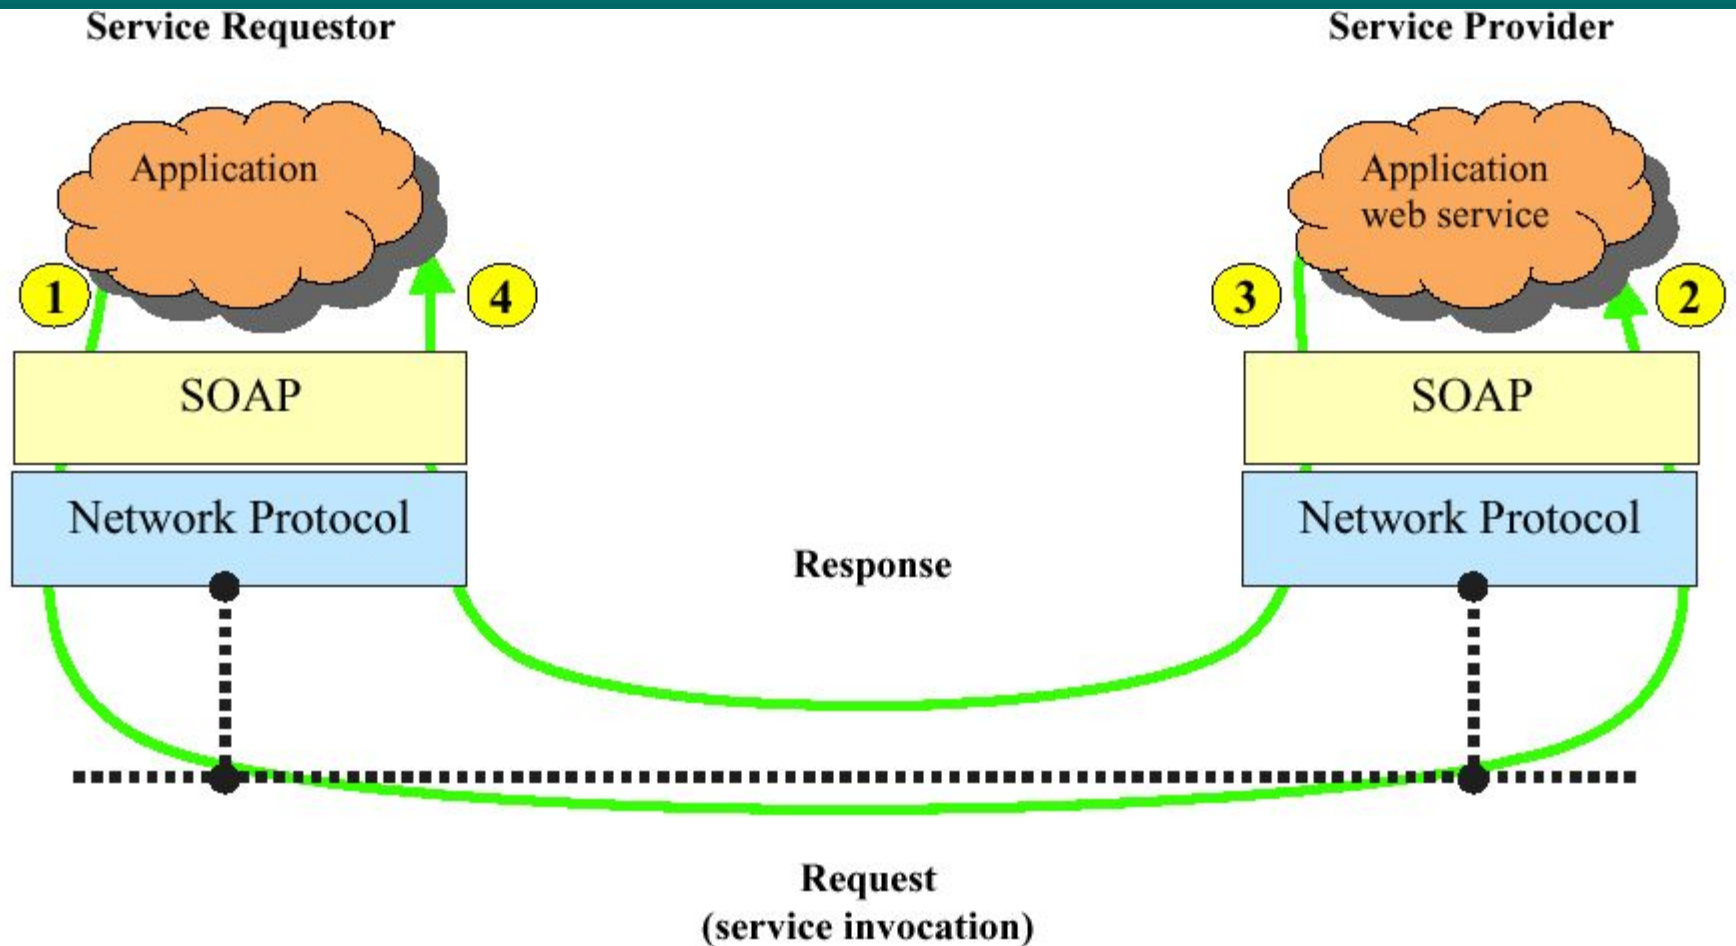 Service Requestor
Service Provider
Application
Application
web service
1
4
3
2
SOAP
SOAP
Network Protocol
Network Protocol
Response
Request
(service invocation)